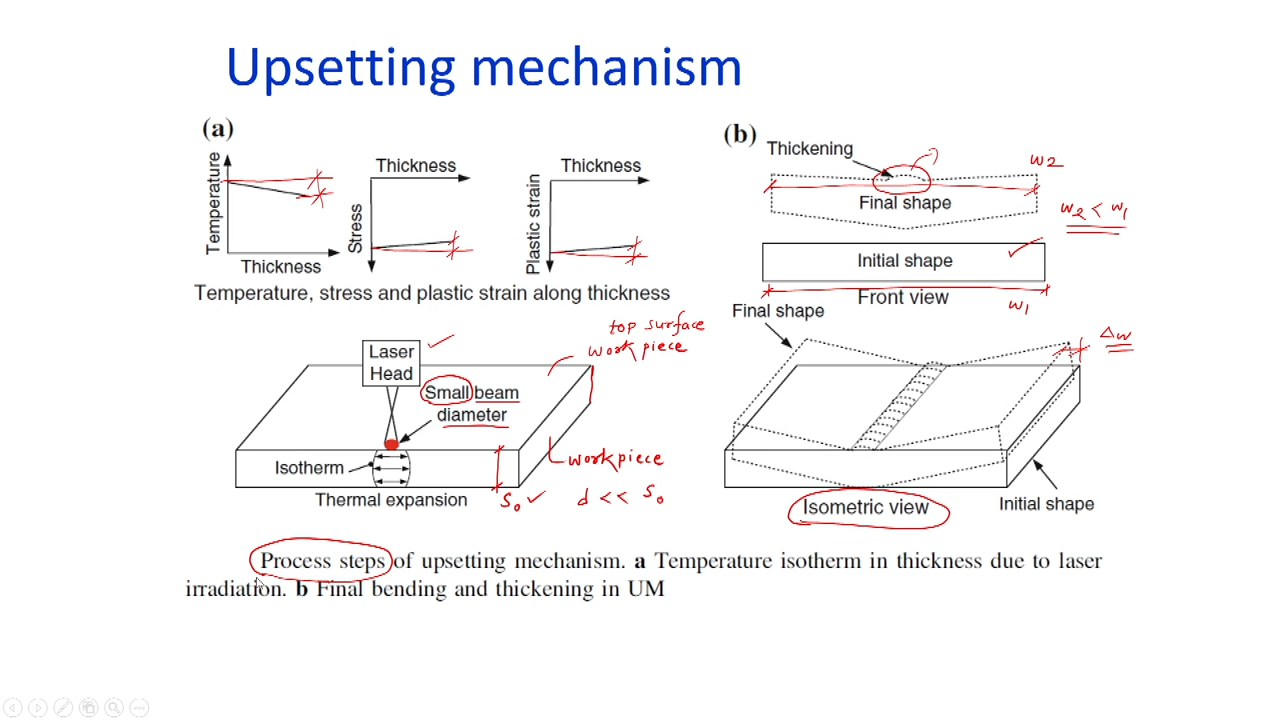 Upsetting mechanism
(a)
Temperature
Thickness
Thickness
Stress
Thickness
Plastic strain
Temperature, stress and plastic strain along thickness
Laser
Head
Small beam
diameter
top surface
workpiece
Isotherm
workpiece
Thermal expansion
S₀ ✓ d << S₀
(b)
Thickening
w2
Final shape
w₂ < w₁
Initial shape
Front view
w₁
Final shape
Δw
Isometric view
Initial shape
Process steps of upsetting mechanism. a Temperature isotherm in thickness due to laser
irradiation. b Final bending and thickening in UM